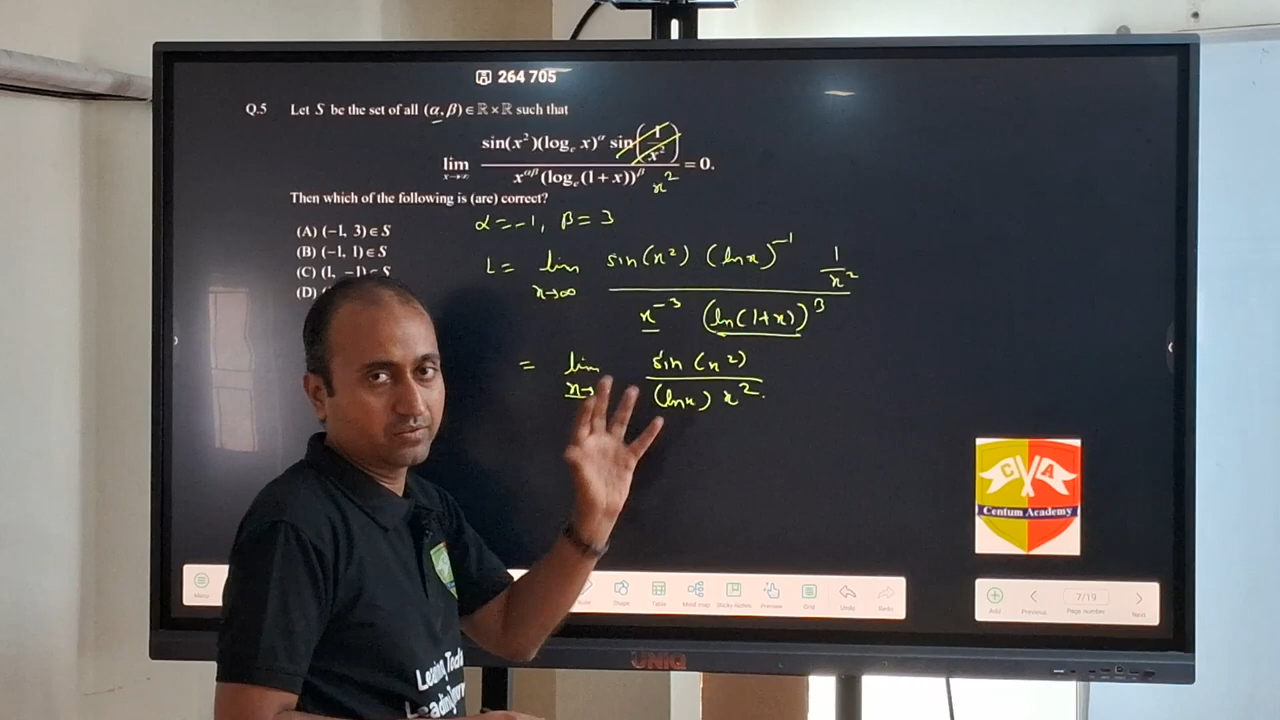 264 705
Q.5 Let S be the set of all (α, β) ∈ ℝ × ℝ such that
lim x→∞ sin(x²)(logₑ x)^α sin(1/x²) / x^(αβ) (logₑ(1+x))^β = 0.
x²
Then which of the following is (are) correct?
α = -1, β = 3
(A) (-1, 3) ∈ S
(B) (-1, 1) ∈ S
(C) (1, -1) ∈ S
(D) (
L = lim x→∞ sin(x²) (ln x)^-1 1/x² / x^-3 (ln(1+x))^3
= lim x→ sin(x²) / (ln x) x².
C A
Centum Academy
Menu
Shape
Table
Mind map
Sticky Notes
Preview
Grid
Undo
Redo
Add
Previous
7/19
Page number
Next
UNIQ